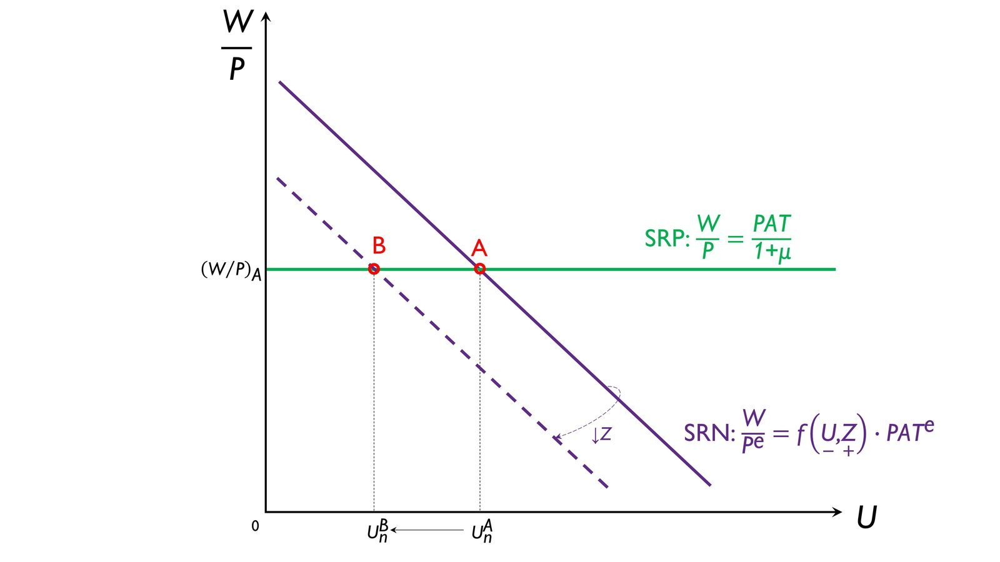 W
P
B
A
SRP: W/P = PAT/1+μ
(W/P)A
↓Z
SRN: W/Pe = f(U,Z) · PATe
− +
0
UnB
UnA
U